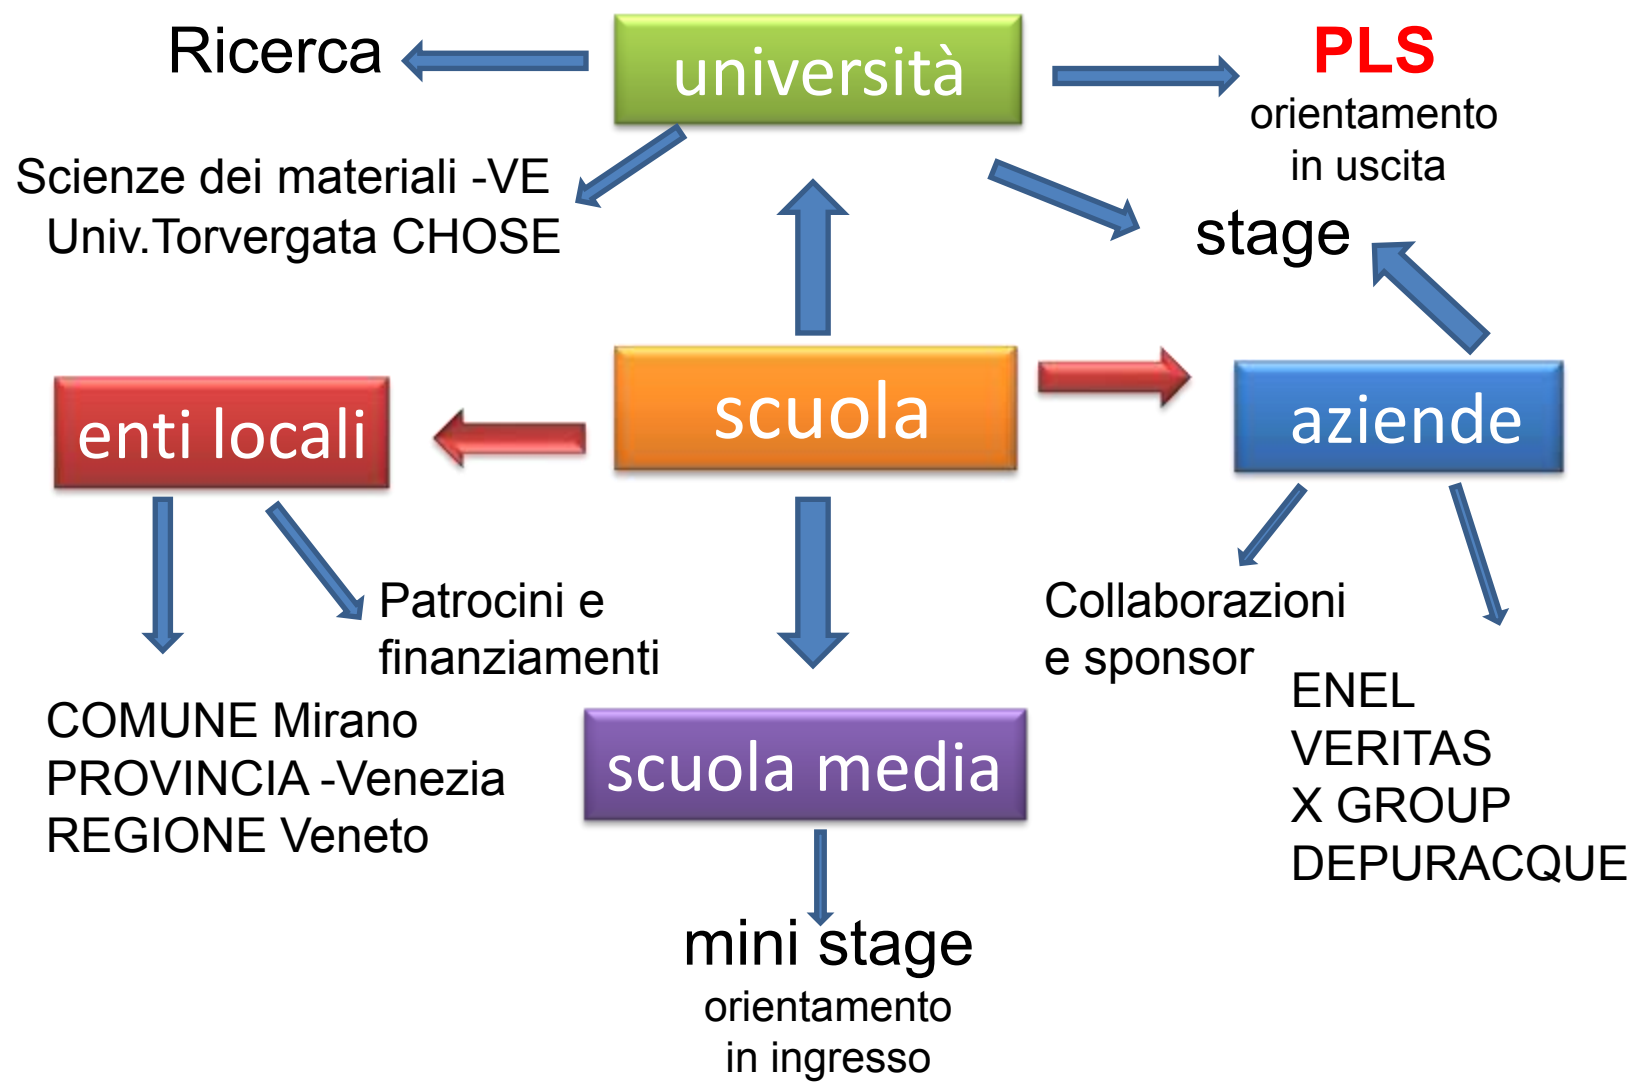 Ricerca
università
PLS
orientamento
in uscita
Scienze dei materiali -VE
Univ.Torvergata CHOSE
stage
enti locali
scuola
aziende
Patrocini e
finanziamenti
Collaborazioni
e sponsor
COMUNE Mirano
PROVINCIA -Venezia
REGIONE Veneto
scuola media
ENEL
VERITAS
X GROUP
DEPURACQUE
mini stage
orientamento
in ingresso